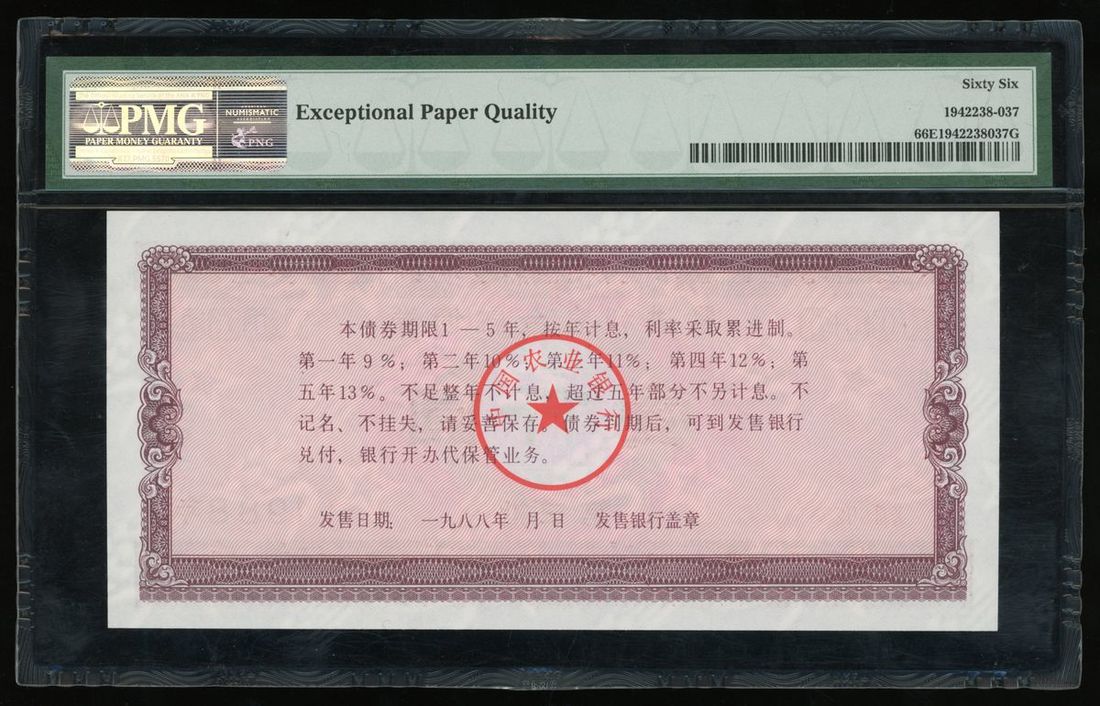 PMG
PAPER MONEY GUARANTY
NUMISMATIC
PNG
Exceptional Paper Quality
Sixty Six
1942238-037
66E1942238037G
本债券期限1—5年，按年计息，利率采取累进制。
第一年9%；第二年10%；第三年11%；第四年12%；第
五年13%。不足整年不计息，超过五年部分不另计息。不
记名、不挂失，请妥善保存。债券到期后，可到发售银行
兑付，银行开办代保管业务。
中国农业银行
发售日期：一九八八年 月 日 发售银行盖章